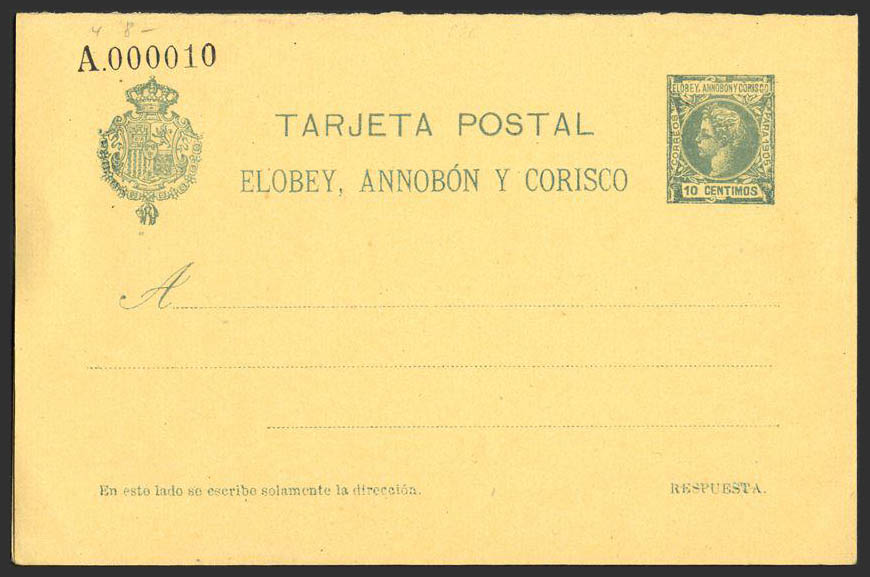 A.000010
TARJETA POSTAL
ELOBEY, ANNOBÓN Y CORISCO
ELOBEY, ANNOBON Y CORISCO
CORREOS
PARA 1905
10 CENTIMOS
A
En este lado se escribe solamente la dirección.
RESPUESTA.